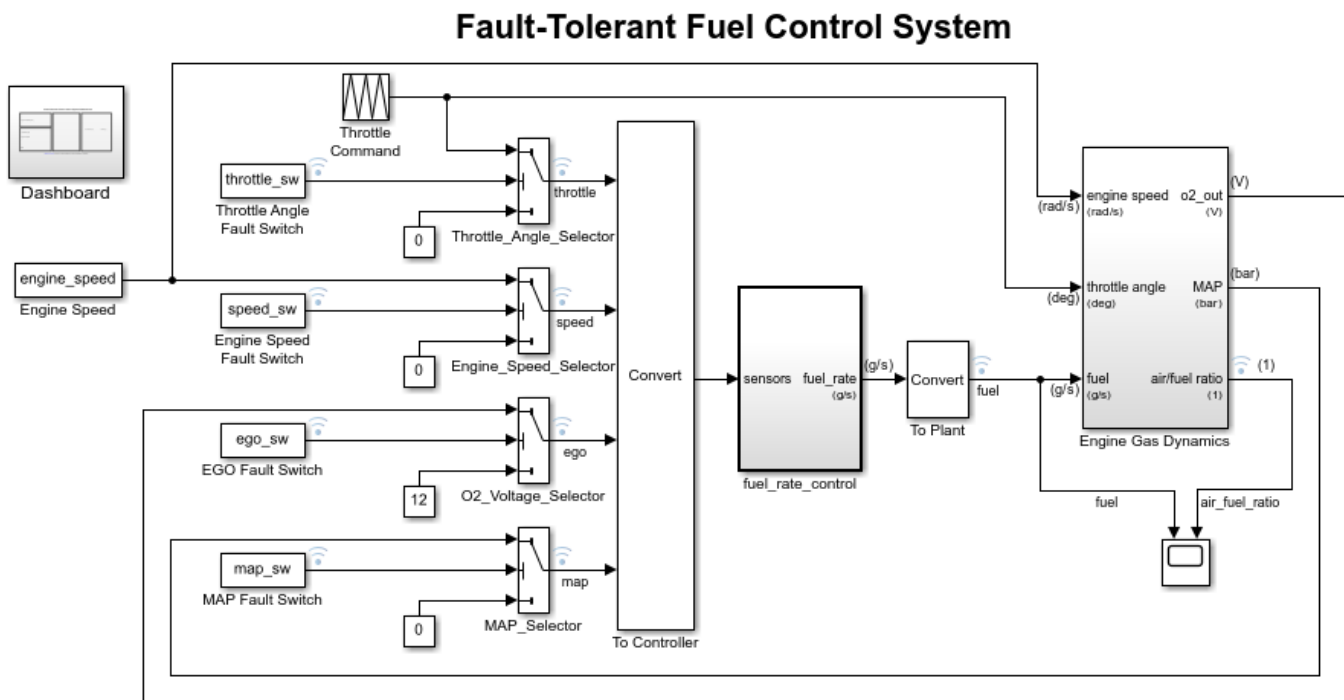 Fault-Tolerant Fuel Control System
Dashboard
Throttle
Command
throttle_sw
Throttle Angle
Fault Switch
0
throttle
Throttle_Angle_Selector
engine_speed
Engine Speed
speed_sw
Engine Speed
Fault Switch
0
speed
Engine_Speed_Selector
ego_sw
EGO Fault Switch
12
ego
O2_Voltage_Selector
map_sw
MAP Fault Switch
0
map
MAP_Selector
Convert
To Controller
sensors
fuel_rate
(g/s)
fuel_rate_control
(g/s)
Convert
To Plant
fuel
(rad/s)
engine speed
(rad/s)
o2_out
(V)
(V)
(deg)
throttle angle
(deg)
MAP
(bar)
(bar)
(g/s)
fuel
(g/s)
air/fuel ratio
(1)
(1)
Engine Gas Dynamics
fuel
air_fuel_ratio